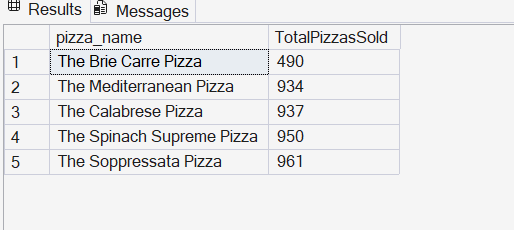 Results Messages
pizza_name TotalPizzasSold
1 The Brie Carre Pizza 490
2 The Mediterranean Pizza 934
3 The Calabrese Pizza 937
4 The Spinach Supreme Pizza 950
5 The Soppressata Pizza 961